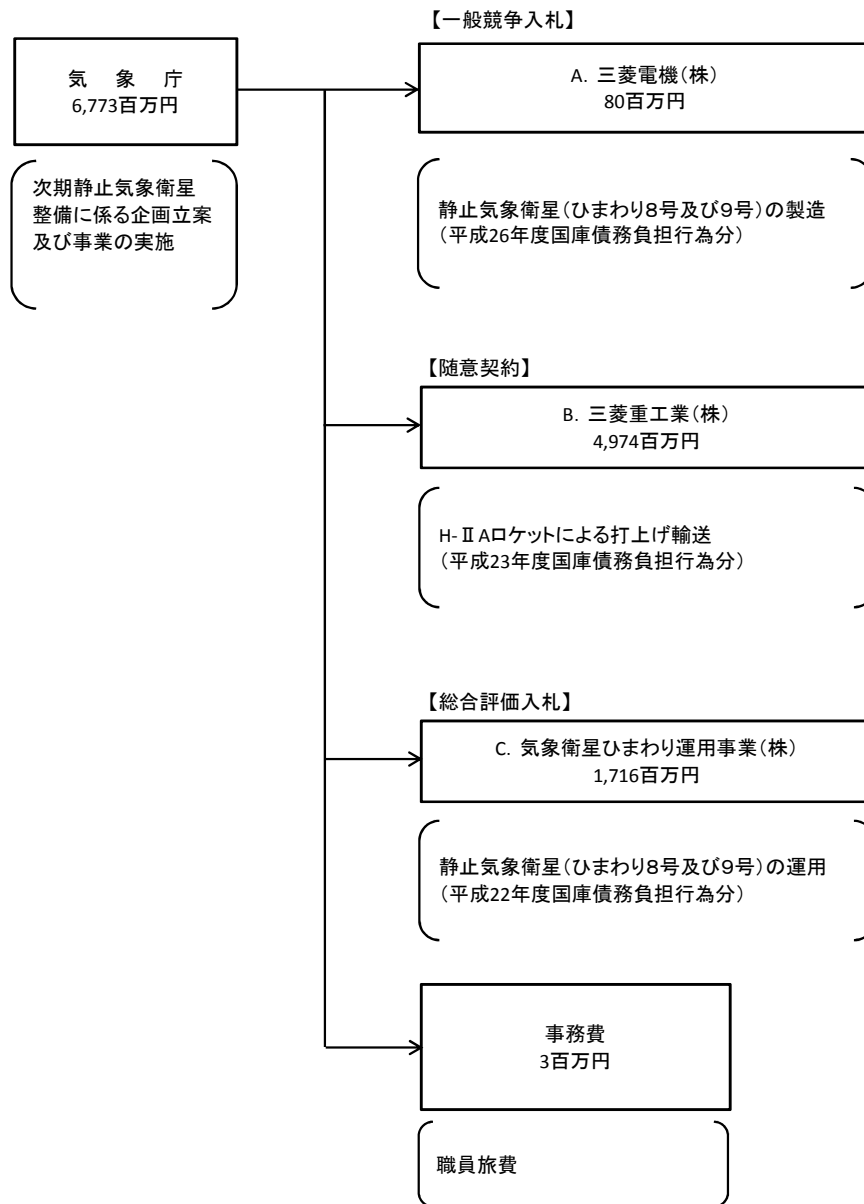 【一般競争入札】
気 象 庁
6,773百万円
A. 三菱電機(株)
80百万円
次期静止気象衛星
整備に係る企画立案
及び事業の実施
静止気象衛星(ひまわり8号及び9号)の製造
(平成26年度国庫債務負担行為分)
【随意契約】
B. 三菱重工業(株)
4,974百万円
H-ⅡAロケットによる打上げ輸送
(平成23年度国庫債務負担行為分)
【総合評価入札】
C. 気象衛星ひまわり運用事業(株)
1,716百万円
静止気象衛星(ひまわり8号及び9号)の運用
(平成22年度国庫債務負担行為分)
事務費
3百万円
職員旅費